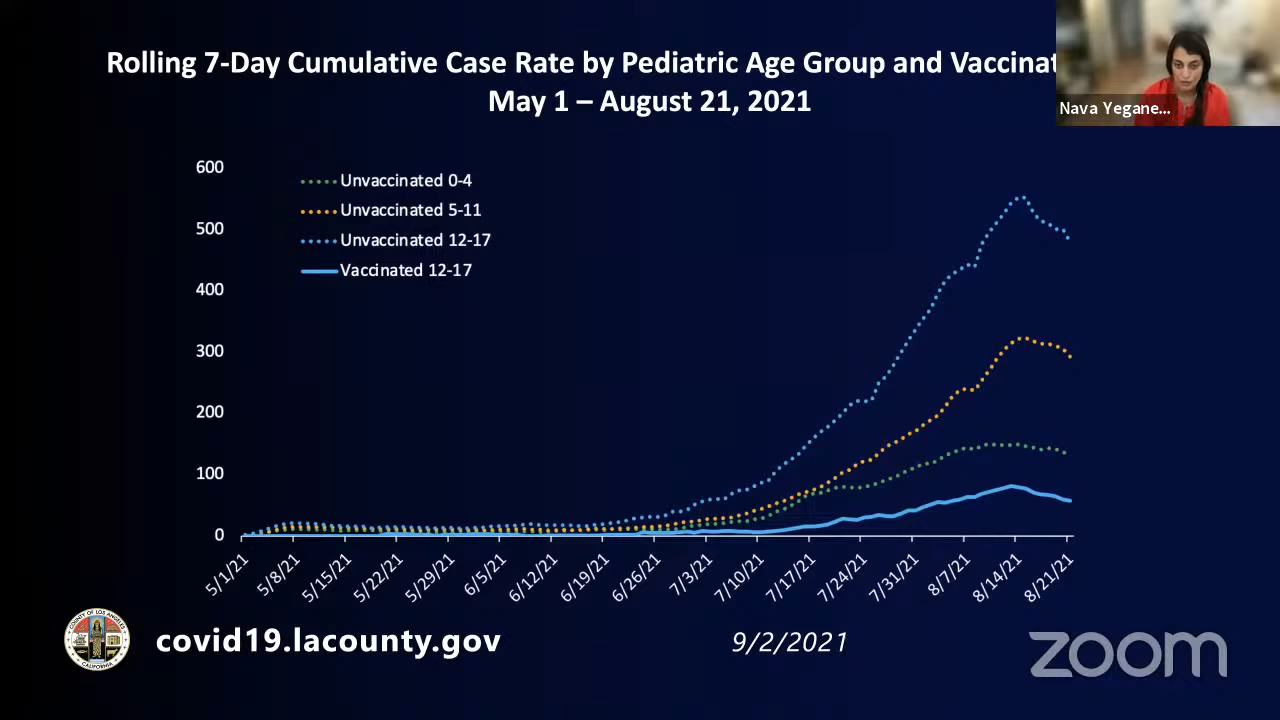 Rolling 7-Day Cumulative Case Rate by Pediatric Age Group and
May 1 – August 21, 2021
Nava Yegane...
600
500
400
300
200
100
0
Unvaccinated 0-4
Unvaccinated 5-11
Unvaccinated 12-17
Vaccinated 12-17
5/1/21
5/8/21
5/15/21
5/22/21
5/29/21
6/5/21
6/12/21
6/19/21
6/26/21
7/3/21
7/10/21
7/17/21
7/24/21
7/31/21
8/7/21
8/14/21
8/21/21
covid19.lacounty.gov
9/2/2021
zoom